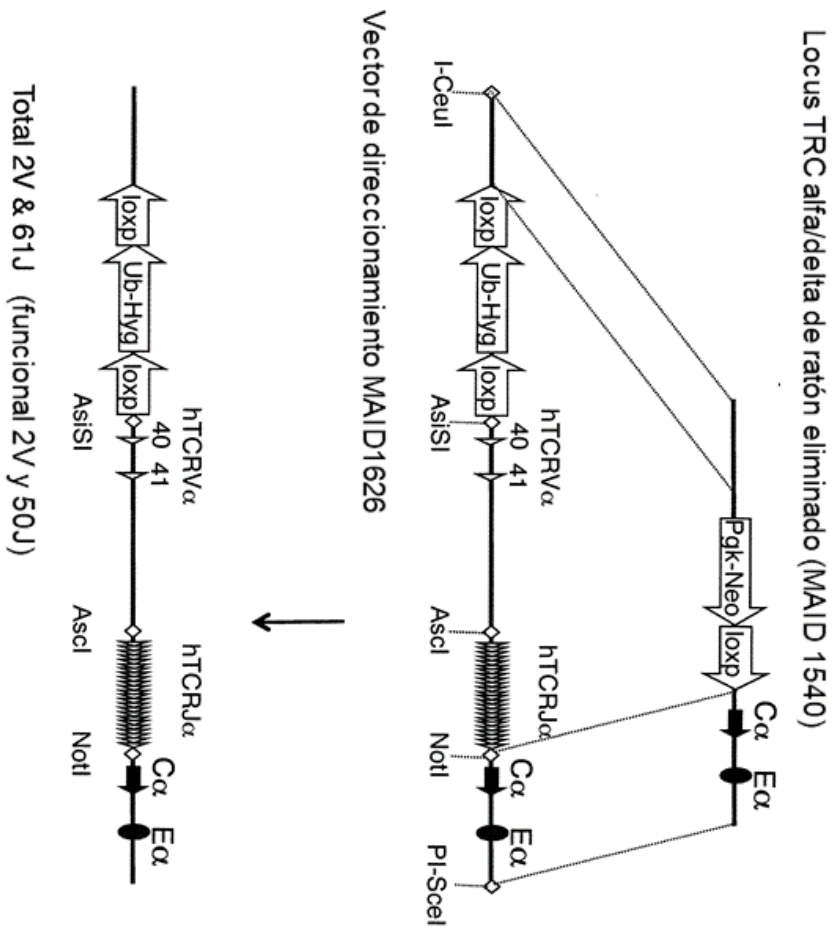 Locus TRC alfa/delta de ratón eliminado (MAID 1540)
Pgk-Neo
loxp
Cα
Eα
I-CeuI
loxp
Ub-Hyg
loxp
AsiSI
hTCRVα
40 41
AscI
hTCRJα
NotI
Cα
Eα
PI-SceI
Vector de direccionamiento MAID1626
loxp
Ub-Hyg
loxp
AsiSI
hTCRVα
40 41
AscI
hTCRJα
NotI
Cα
Eα
Total 2V & 61J (funcional 2V y 50J)